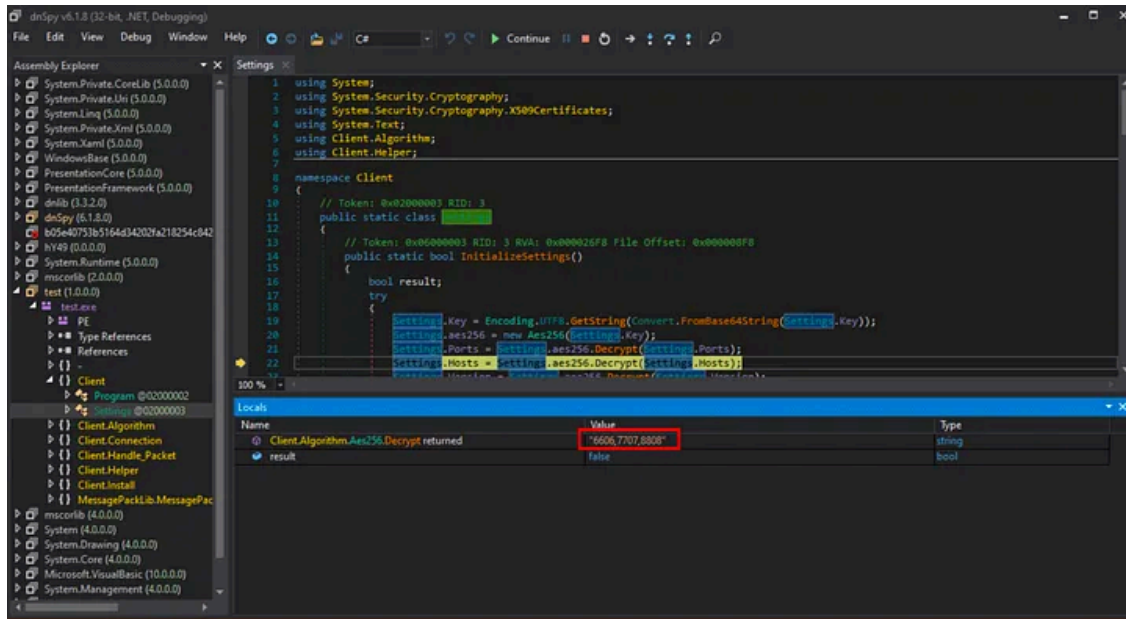 dnSpy v6.1.8 (32-bit, .NET, Debugging)
File Edit View Debug Window Help C# Continue
Assembly Explorer
System.Private.CoreLib (5.0.0.0)
System.Private.Uri (5.0.0.0)
System.Linq (5.0.0.0)
System.Private.Xml (5.0.0.0)
System.Xaml (5.0.0.0)
WindowsBase (5.0.0.0)
PresentationCore (5.0.0.0)
PresentationFramework (5.0.0.0)
dnlib (3.3.2.0)
dnSpy (6.1.8.0)
b05e40753b5164d34202fa218254c842
hY49 (0.0.0.0)
System.Runtime (5.0.0.0)
mscorlib (2.0.0.0)
test (1.0.0.0)
test.exe
PE
Type References
References
{} -
{} Client
Program @02000002
Settings @02000003
{} Client.Algorithm
{} Client.Connection
{} Client.Handle_Packet
{} Client.Helper
{} Client.Install
{} MessagePackLib.MessagePac
mscorlib (4.0.0.0)
System (4.0.0.0)
System.Drawing (4.0.0.0)
System.Core (4.0.0.0)
Microsoft.VisualBasic (10.0.0.0)
System.Management (4.0.0.0)
Settings
1 using System;
2 using System.Security.Cryptography;
3 using System.Security.Cryptography.X509Certificates;
4 using System.Text;
5 using Client.Algorithm;
6 using Client.Helper;
7
8 namespace Client
9 {
10 // Token: 0x02000003 RID: 3
11 public static class Settings
12 {
13 // Token: 0x06000003 RID: 3 RVA: 0x000026F8 File Offset: 0x000008F8
14 public static bool InitializeSettings()
15 {
16 bool result;
17 try
18 {
19 Settings.Key = Encoding.UTF8.GetString(Convert.FromBase64String(Settings.Key));
20 Settings.aes256 = new Aes256(Settings.Key);
21 Settings.Ports = Settings.aes256.Decrypt(Settings.Ports);
22 Settings.Hosts = Settings.aes256.Decrypt(Settings.Hosts);
100 %
Locals
Name Value Type
Client.Algorithm.Aes256.Decrypt returned "6606,7707,8808" string
result false bool